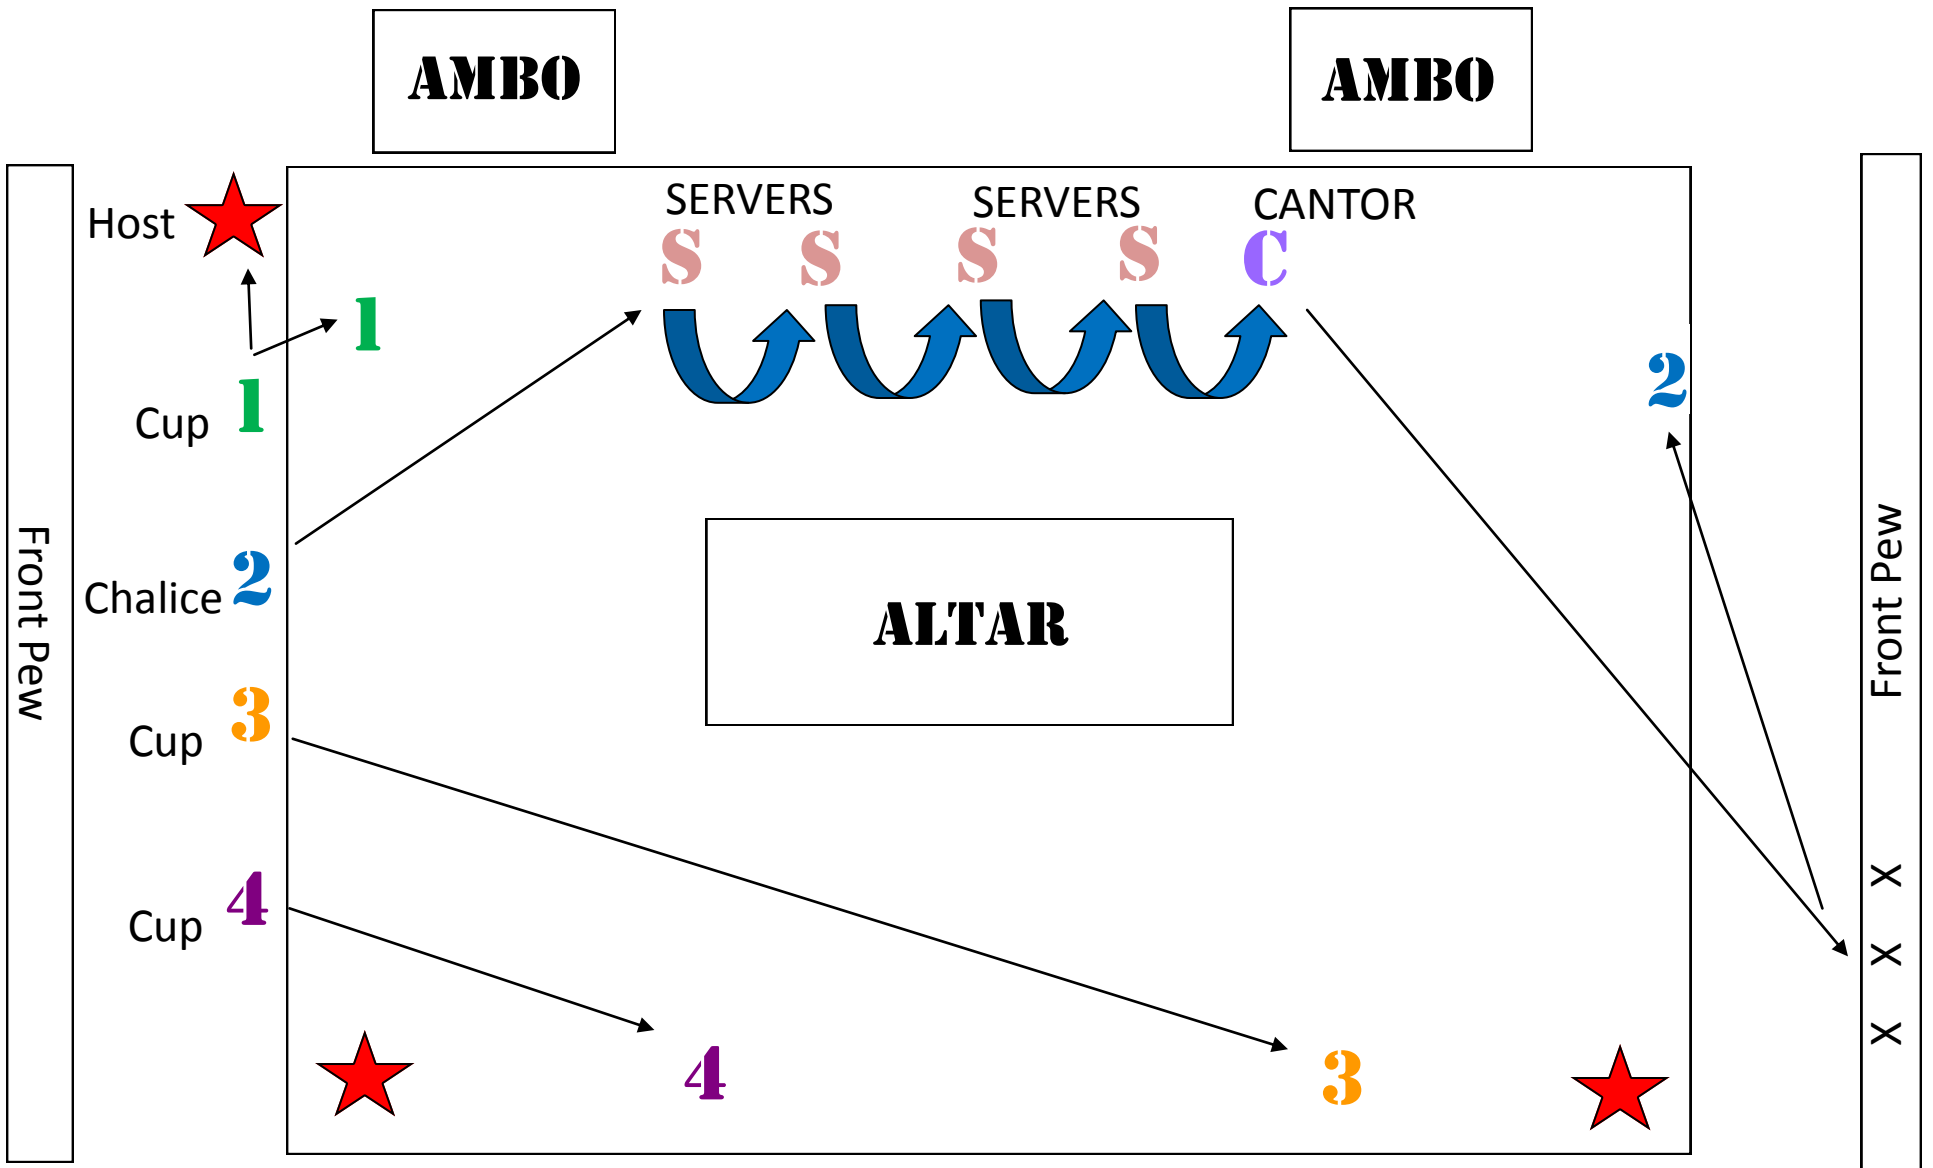 AMBO
AMBO
SERVERS
SERVERS
CANTOR
Host
S S S S C
1
Cup 1
2
Chalice 2
ALTAR
Front Pew
Front Pew
Cup 3
Cup 4
4
3
X X X